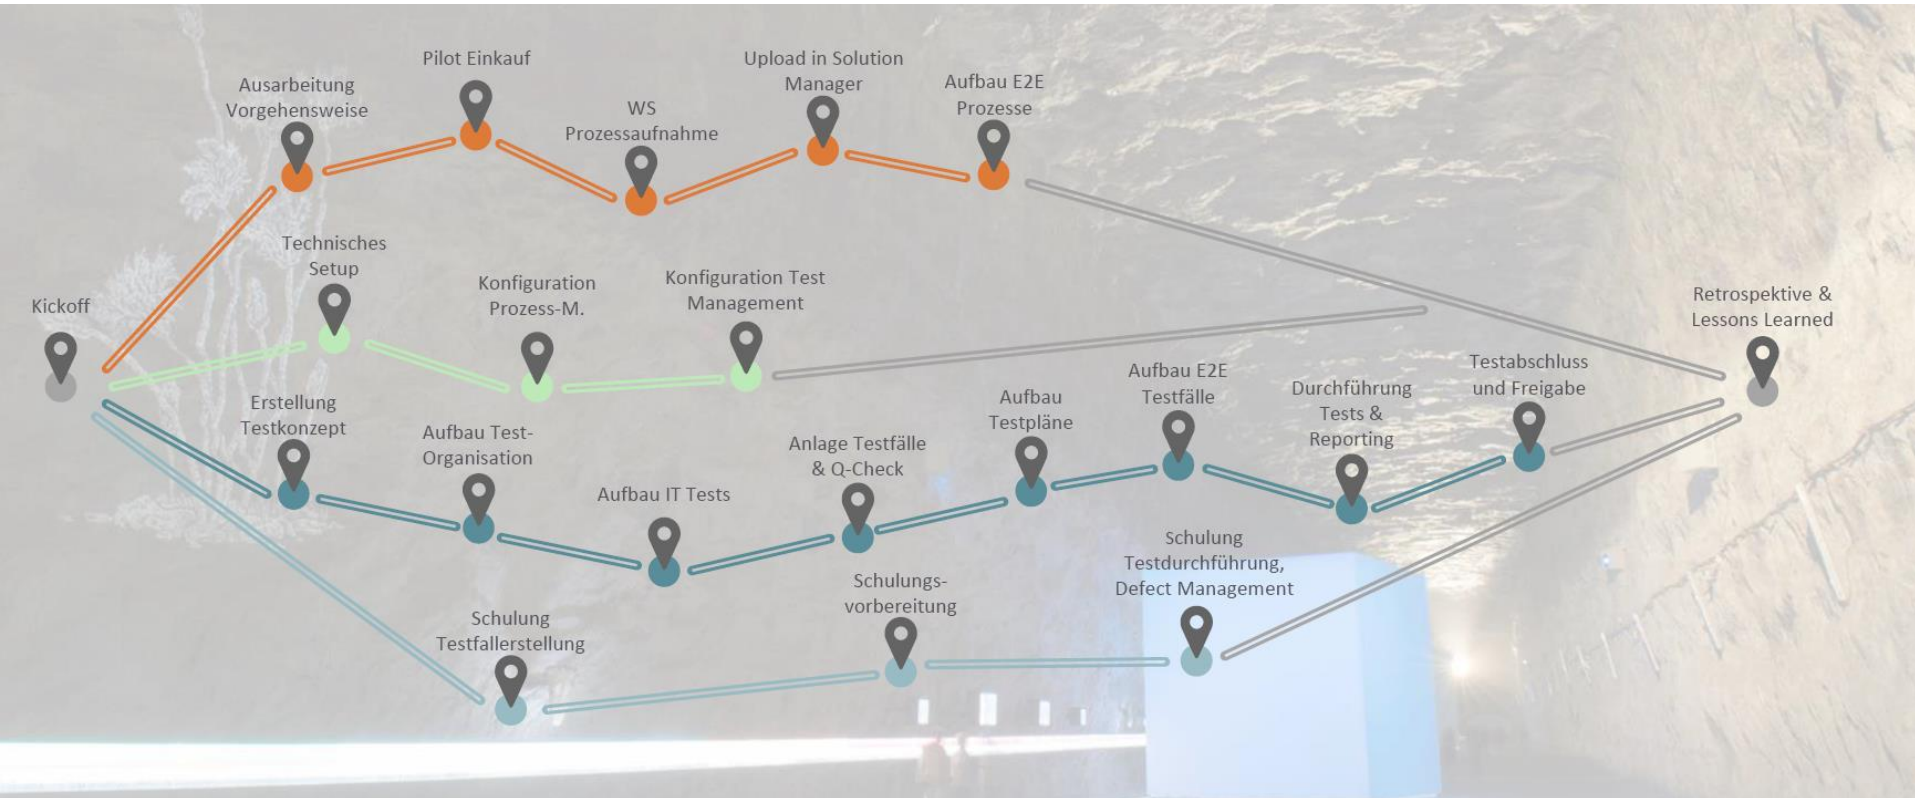 Kickoff
Ausarbeitung
Vorgehensweise
Pilot Einkauf
WS
Prozessaufnahme
Upload in Solution
Manager
Aufbau E2E
Prozesse
Technisches
Setup
Konfiguration
Prozess-M.
Konfiguration Test
Management
Erstellung
Testkonzept
Aufbau Test-
Organisation
Aufbau IT Tests
Anlage Testfälle
& Q-Check
Aufbau
Testpläne
Aufbau E2E
Testfälle
Durchführung
Tests &
Reporting
Testabschluss
und Freigabe
Schulung
Testfallerstellung
Schulungs-
vorbereitung
Schulung
Testdurchführung,
Defect Management
Retrospektive &
Lessons Learned